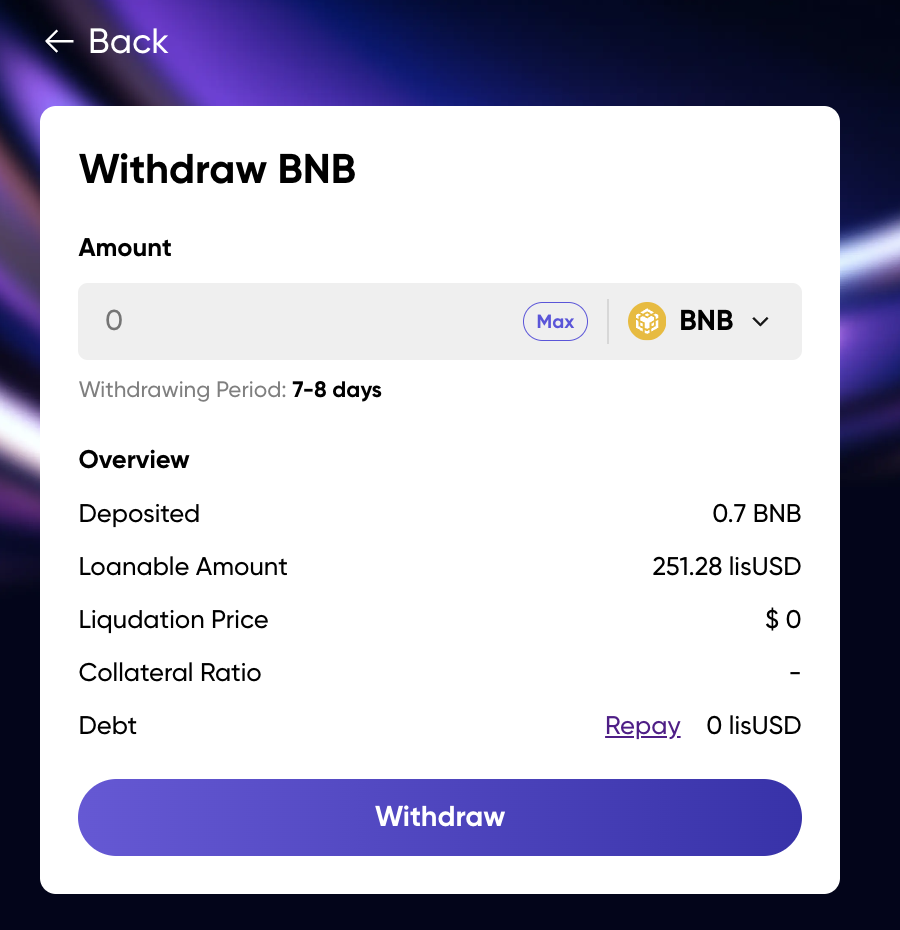 ← Back
Withdraw BNB
Amount
0 Max BNB
Withdrawing Period: 7-8 days
Overview
Deposited 0.7 BNB
Loanable Amount 251.28 lisUSD
Liqudation Price $ 0
Collateral Ratio -
Debt Repay 0 lisUSD
Withdraw